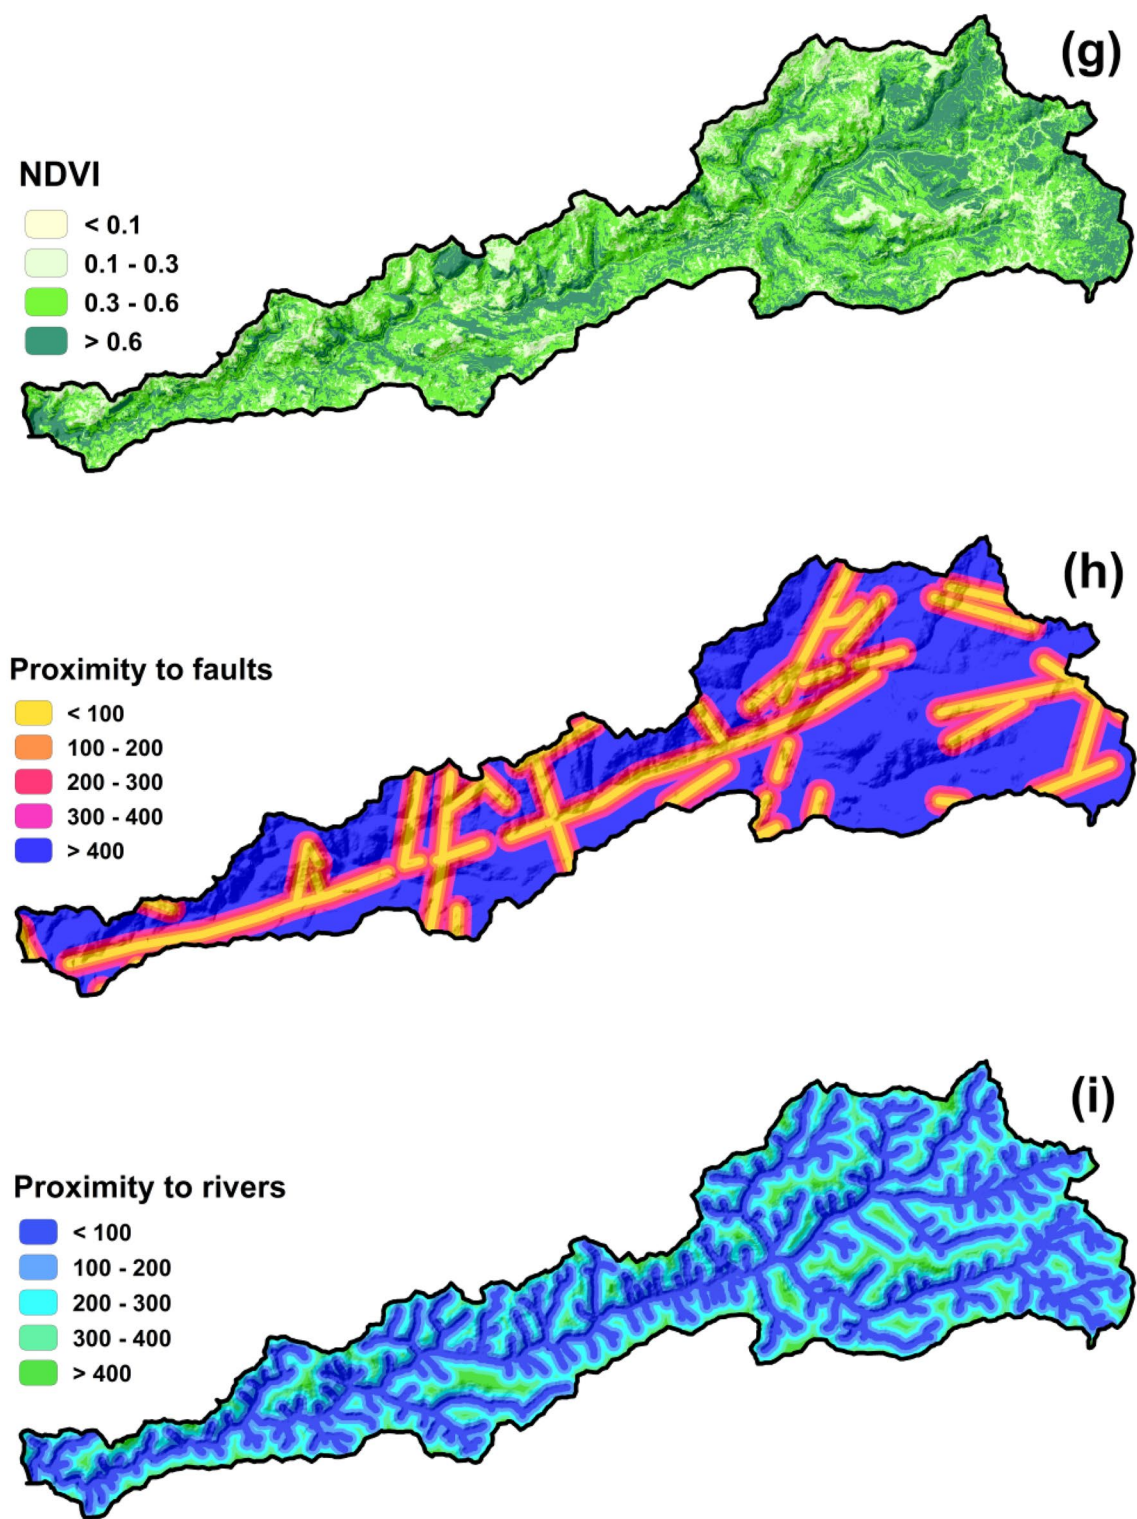 (g)
NDVI
< 0.1
0.1 - 0.3
0.3 - 0.6
> 0.6
(h)
Proximity to faults
< 100
100 - 200
200 - 300
300 - 400
> 400
(i)
Proximity to rivers
< 100
100 - 200
200 - 300
300 - 400
> 400